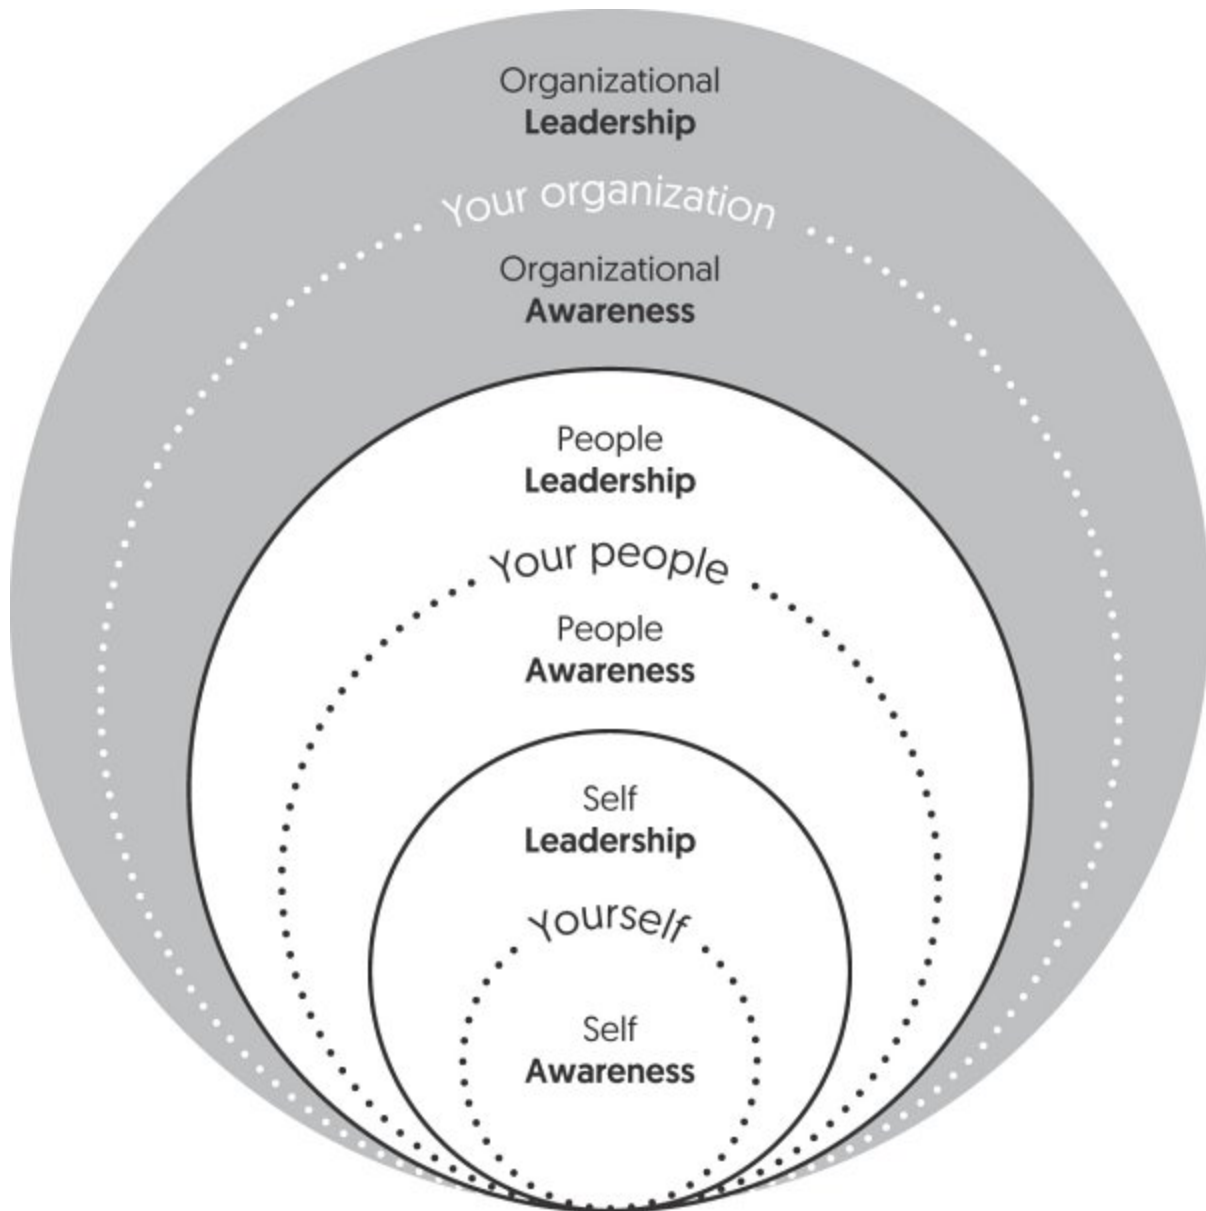 Organizational
Leadership
Your organization
Organizational
Awareness
People
Leadership
Your people
People
Awareness
Self
Leadership
Yourself
Self
Awareness